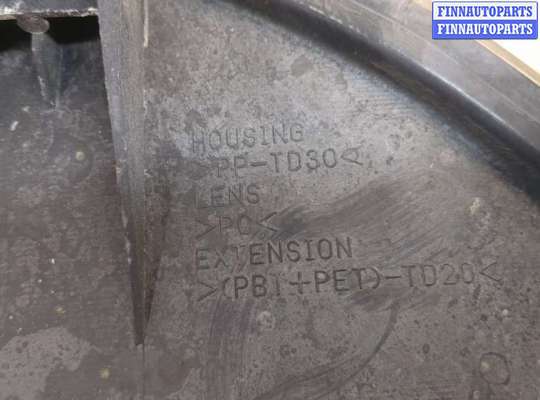 FINNAUTOPARTS
FINNAUTOPARTS
HOUSING
>PP-TD30<
LENS
>PC<
EXTENSION
>(PBT+PET)-TD20<